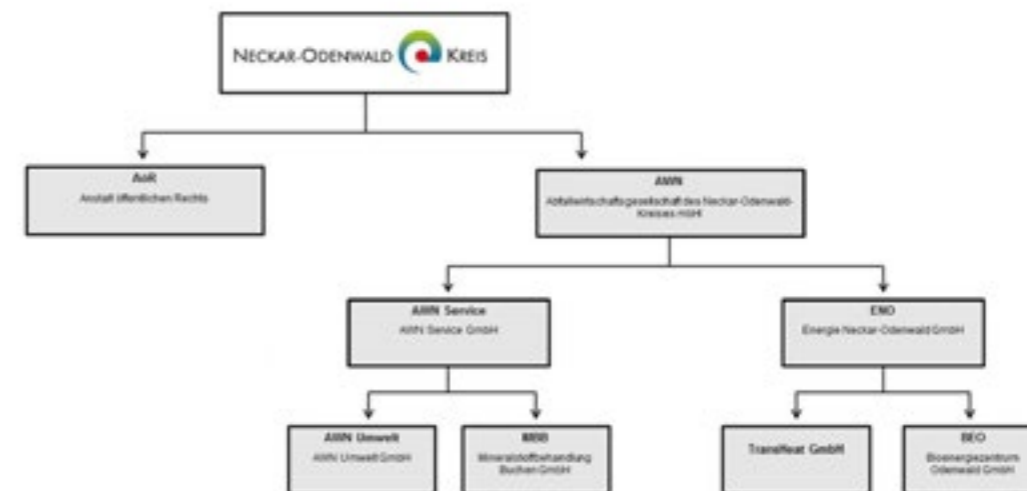 NECKAR-ODENWALD KREIS
AöR
Anstalt öffentlichen Rechts
AWN
Abfallwirtschaftsgesellschaft des Neckar-Odenwald-
Kreises mbH
AWN Service
AWN Service GmbH
ENO
Energie Neckar-Odenwald GmbH
AWN Umwelt
AWN Umwelt GmbH
MBB
Mineralstoffbehandlung
Buchen GmbH
TransHeat GmbH
BEO
Bioenergiezentrum
Odenwald GmbH